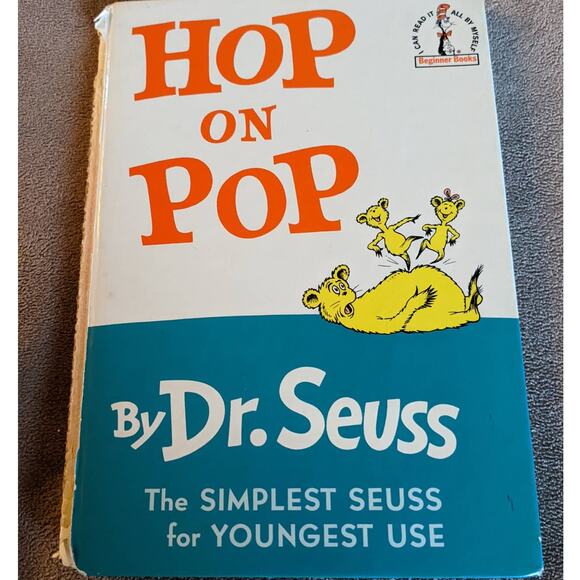 HOP
ON
POP
I CAN READ IT ALL BY MYSELF
Beginner Books
By Dr. Seuss
The SIMPLEST SEUSS
for YOUNGEST USE